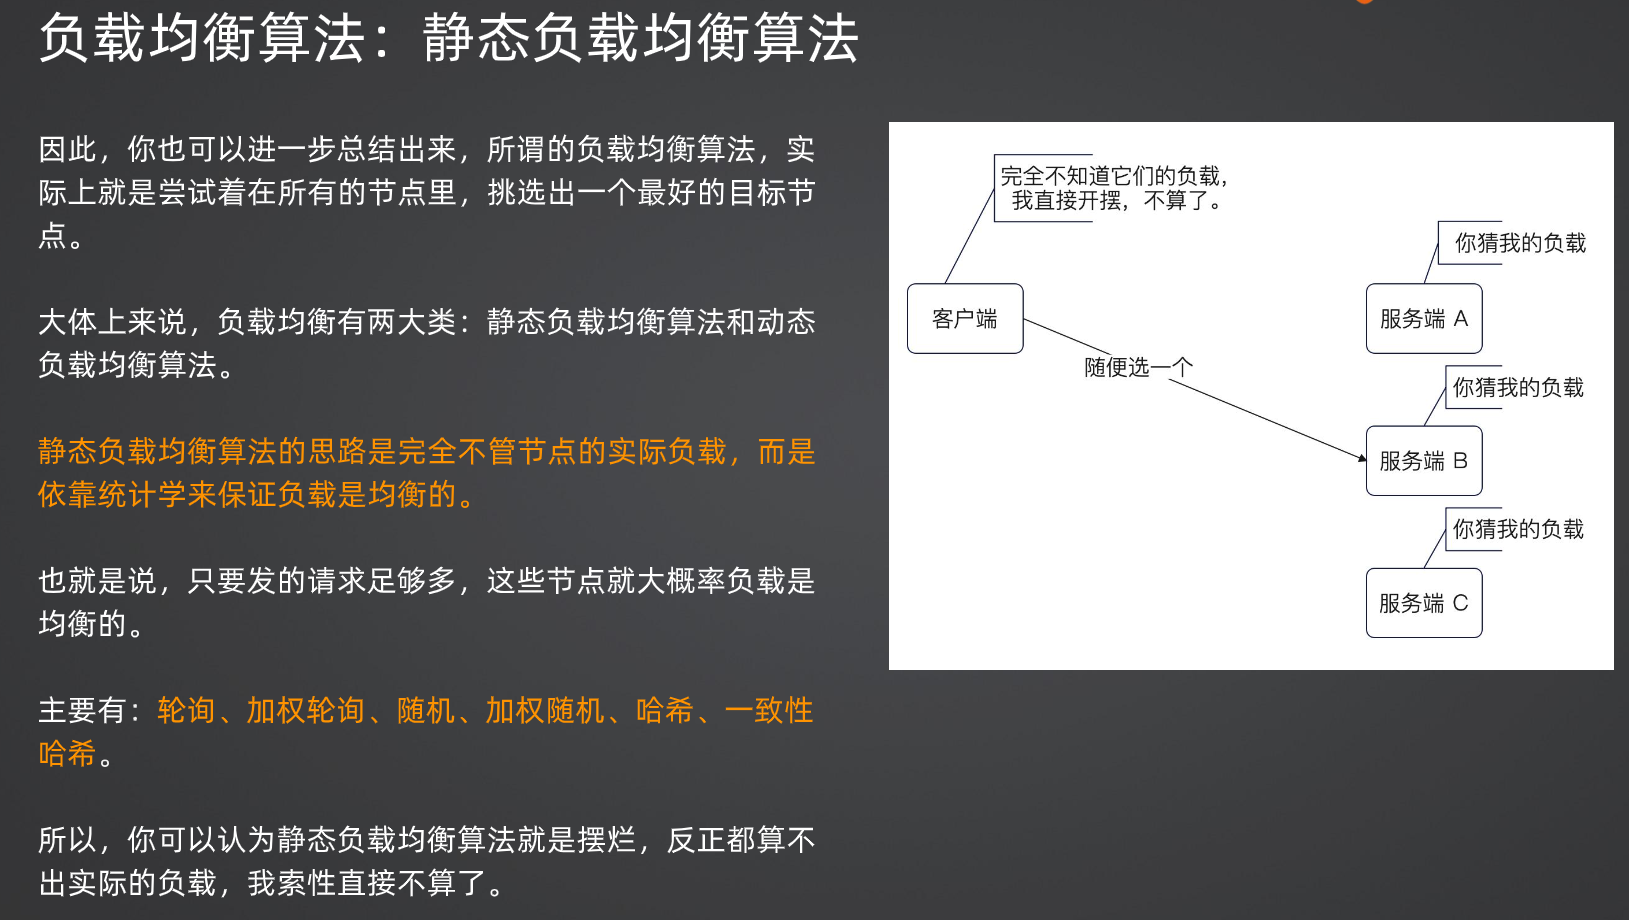 负载均衡算法：静态负载均衡算法
因此，你也可以进一步总结出来，所谓的负载均衡算法，实
际上就是尝试着在所有的节点里，挑选出一个最好的目标节
点。
大体上来说，负载均衡有两大类：静态负载均衡算法和动态
负载均衡算法。
静态负载均衡算法的思路是完全不管节点的实际负载，而是
依靠统计学来保证负载是均衡的。
也就是说，只要发的请求足够多，这些节点就大概率负载是
均衡的。
主要有：轮询、加权轮询、随机、加权随机、哈希、一致性
哈希。
所以，你可以认为静态负载均衡算法就是摆烂，反正都算不
出实际的负载，我索性直接不算了。
完全不知道它们的负载，
我直接开摆，不算了。
你猜我的负载
客户端
服务端 A
随便选一个
你猜我的负载
服务端 B
你猜我的负载
服务端 C